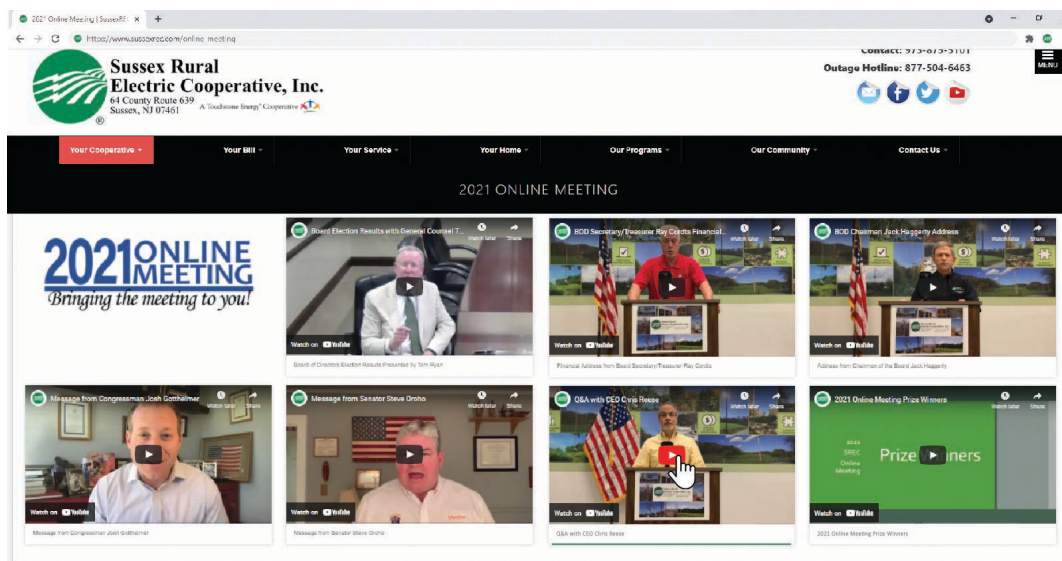 2021 Online Meeting | SussexRE
https://www.sussexrec.com/online-meeting
Contact: 973-875-5101
Outage Hotline: 877-504-6463
MENU
Sussex Rural
Electric Cooperative, Inc.
64 County Route 639
Sussex, NJ 07461
A Touchstone Energy® Cooperative
®
Your Cooperative
Your Bill
Your Service
Your Home
Our Programs
Our Community
Contact Us
2021 ONLINE MEETING
2021 ONLINE
MEETING
Bringing the meeting to you!
Board Election Results with General Counsel T...
Watch later
Share
Watch on YouTube
Board of Directors Election Results Presented by Tom Ryan
BOD Secretary/Treasurer Ray Cordts Financial...
Watch later
Share
Watch on YouTube
Financial Address from Board Secretary/Treasurer Ray Cordts
BOD Chairman Jack Haggerty Address
Watch later
Share
Watch on YouTube
Address from Chairman of the Board Jack Haggerty
Message from Congressman Josh Gottheimer
Watch later
Share
Watch on YouTube
Message from Congressman Josh Gottheimer
Message from Senator Steve Oroho
Watch later
Share
Watch on YouTube
Message from Senator Steve Oroho
Q&A with CEO Chris Reese
Watch later
Share
Watch on YouTube
Q&A with CEO Chris Reese
2021 Online Meeting Prize Winners
Watch later
Share
2021
SREC
Online
Meeting
Prize Winners
Watch on YouTube
2021 Online Meeting Prize Winners